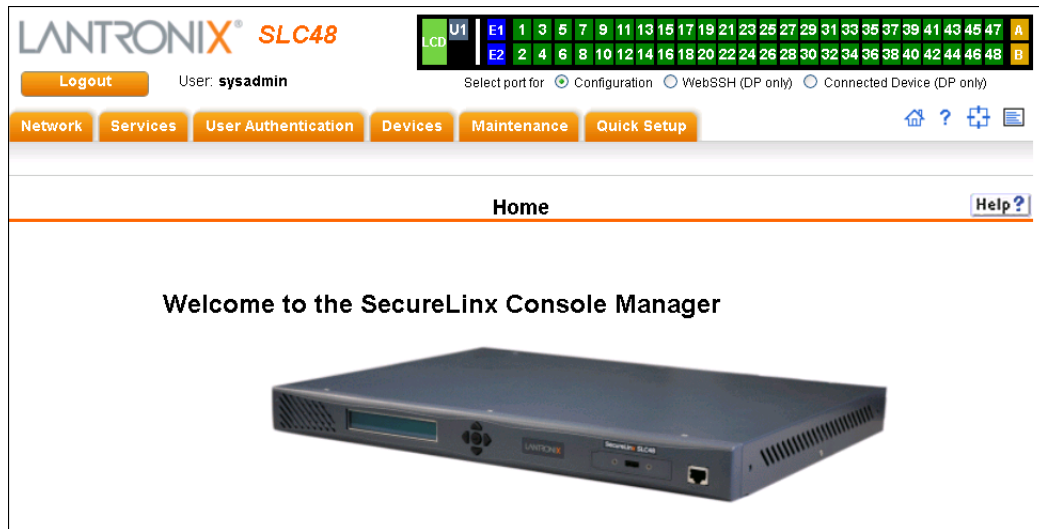 LANTRONIX® SLC48
LCD U1 E1 1 3 5 7 9 11 13 15 17 19 21 23 25 27 29 31 33 35 37 39 41 43 45 47 A
E2 2 4 6 8 10 12 14 16 18 20 22 24 26 28 30 32 34 36 38 40 42 44 46 48 B
Logout User: sysadmin Select port for Configuration WebSSH (DP only) Connected Device (DP only)
Network Services User Authentication Devices Maintenance Quick Setup ?
Home Help?
Welcome to the SecureLinx Console Manager
LANTRONIX SecureLinx SLC48